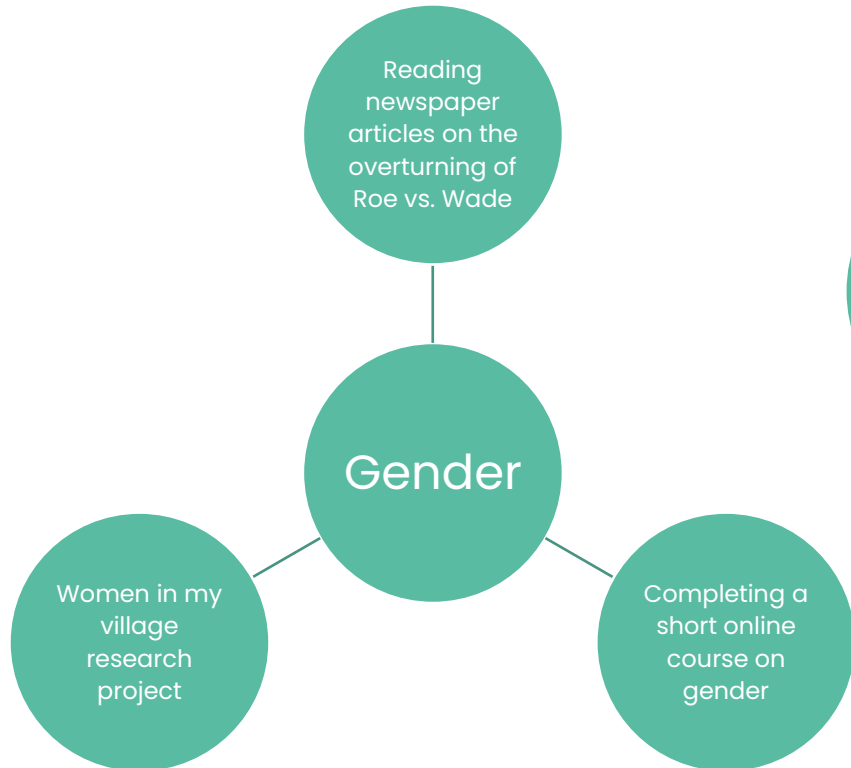 Reading
newspaper
articles on the
overturning of
Roe vs. Wade
Gender
Women in my
village
research
project
Completing a
short online
course on
gender